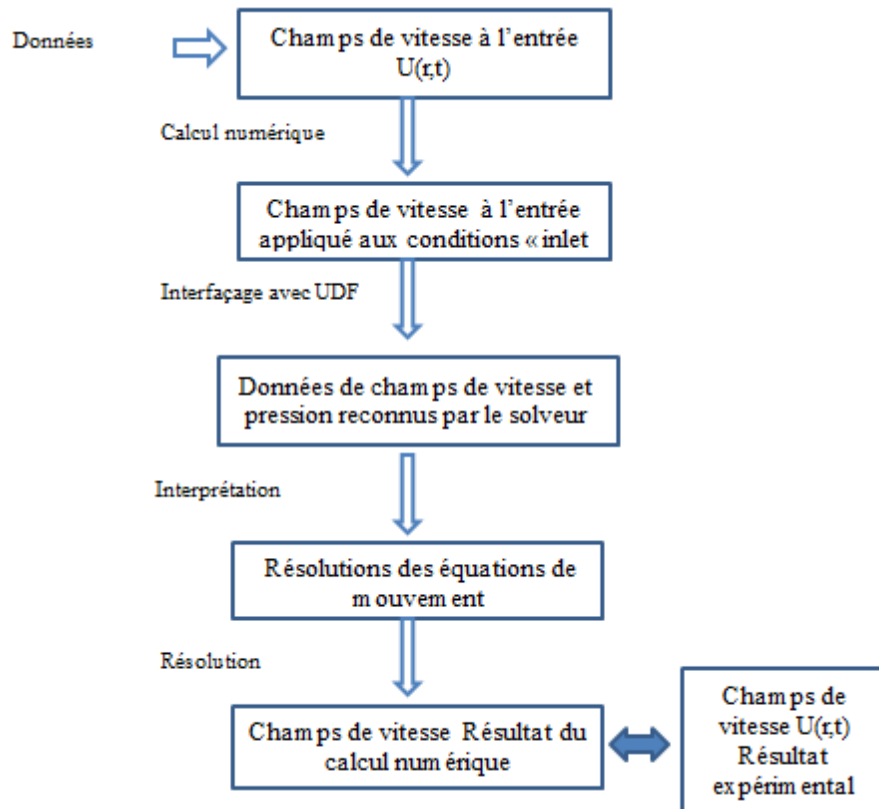 Données
Champs de vitesse à l'entrée
U(r,t)
Calcul numérique
Champs de vitesse à l'entrée
appliqué aux conditions « inlet
Interfaçage avec UDF
Données de champs de vitesse et
pression reconnus par le solveur
Interprétation
Résolutions des équations de
mouvement
Résolution
Champs de vitesse Résultat du
calcul numérique
Champs de
vitesse U(r,t)
Résultat
expérimental